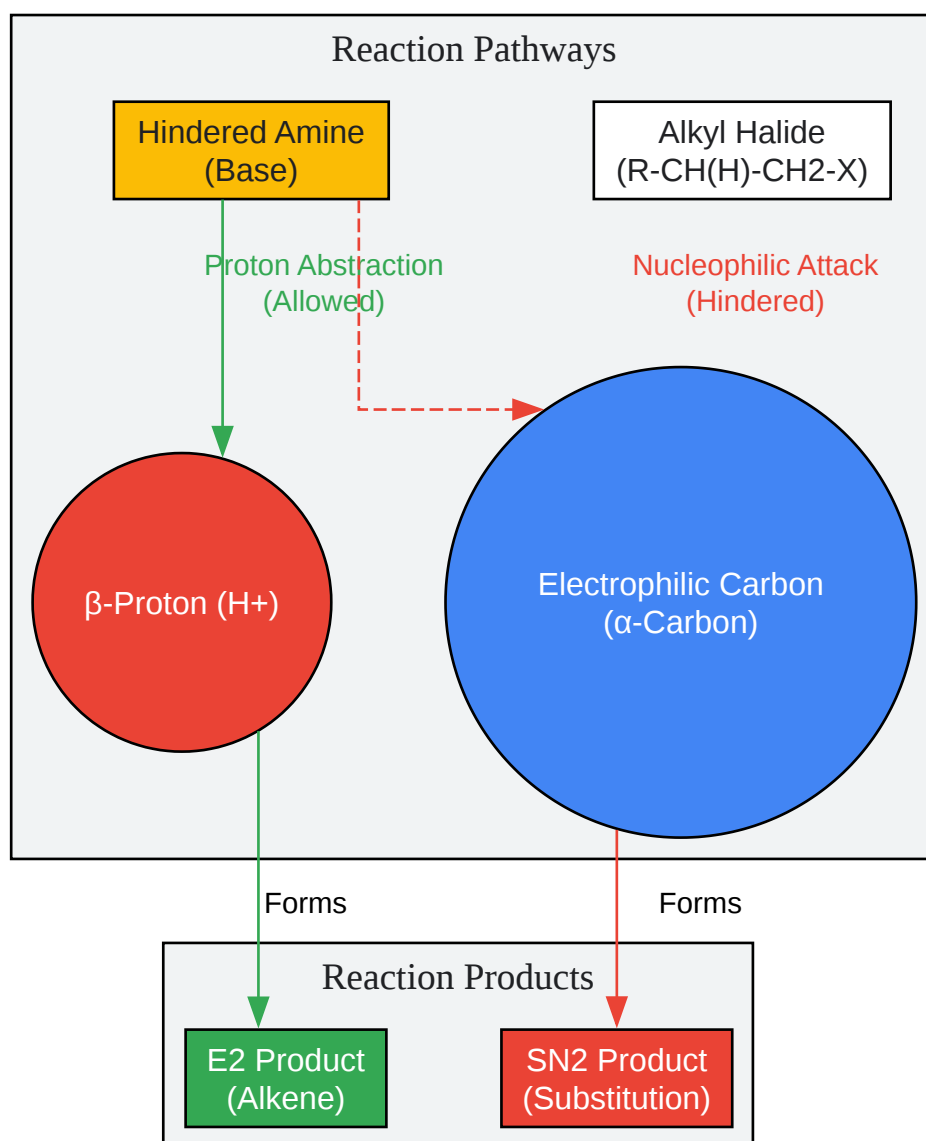 Reaction Pathways
Hindered Amine
(Base)
Alkyl Halide
(R-CH(H)-CH2-X)
Proton Abstraction
(Allowed)
Nucleophilic Attack
(Hindered)
β-Proton (H+)
Electrophilic Carbon
(α-Carbon)
Forms
Forms
Reaction Products
E2 Product
(Alkene)
SN2 Product
(Substitution)